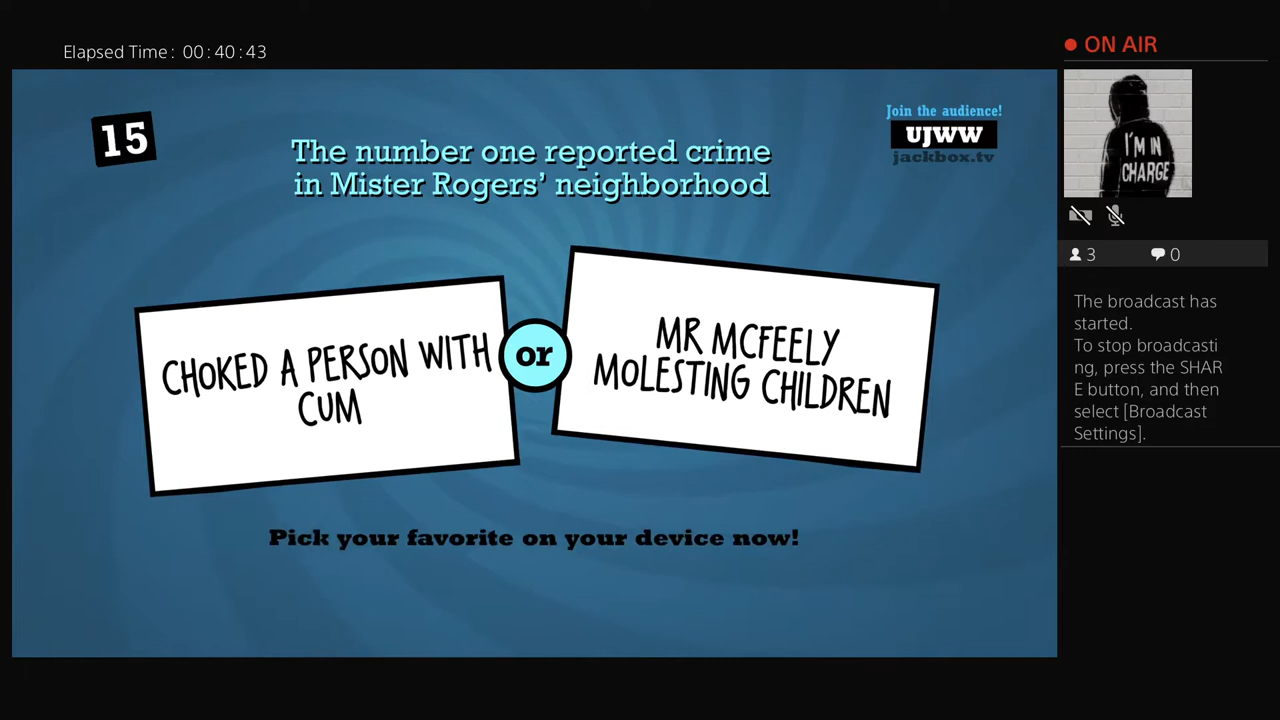 Elapsed Time: 00:40:43
ON AIR
15
Join the audience!
UJWW
jackbox.tv
The number one reported crime
in Mister Rogers’ neighborhood
I'M IN
CHARGE
3
0
CHOKED A PERSON WITH
CUM
or
MR MCFEELY
MOLESTING CHILDREN
The broadcast has
started.
To stop broadcasti
ng, press the SHAR
E button, and then
select [Broadcast
Settings].
Pick your favorite on your device now!